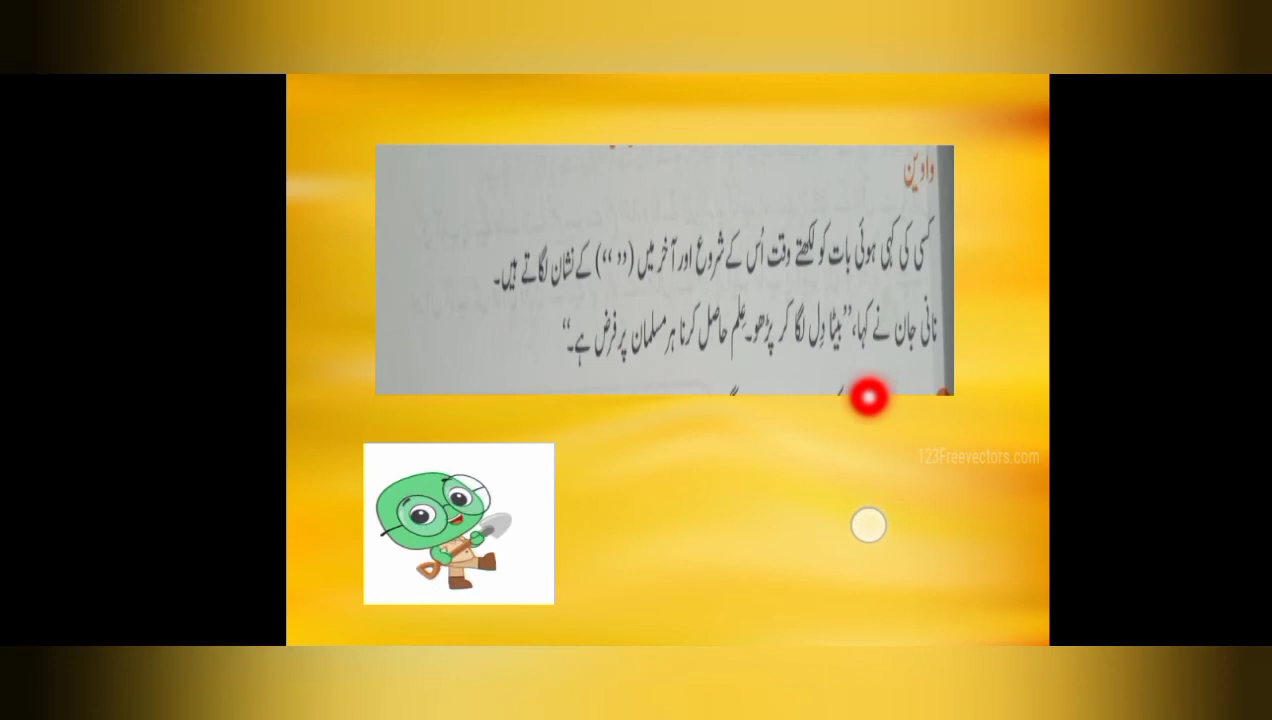 واوین
کسی کی کہی ہوئی بات کو لکھتے وقت اُس کے شروع اور آخر میں (” “) کے نشان لگاتے ہیں۔
نانی جان نے کہا، ”بیٹا دِل لگا کر پڑھو۔ عِلم حاصل کرنا ہر مسلمان پر فرض ہے۔“
123Freevectors.com